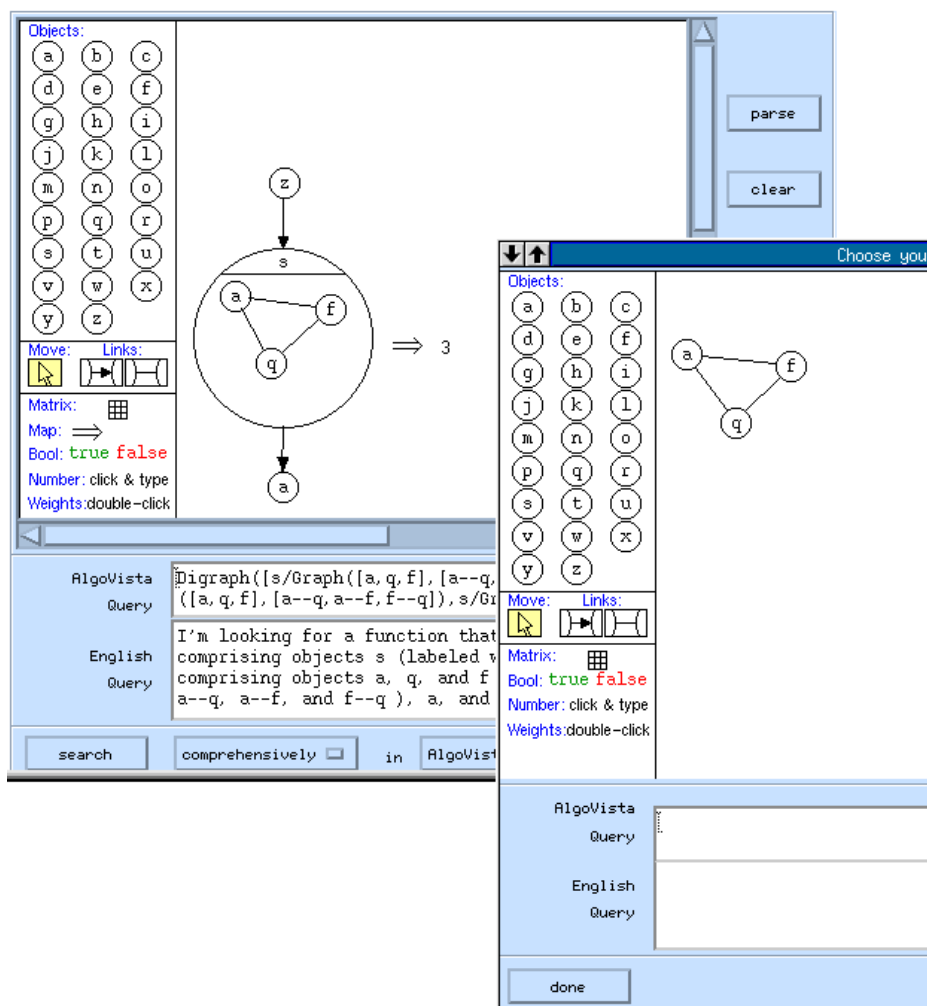 Objects:
a b c
d e f
g h i
j k l
m n o
p q r
s t u
v w x
y z
Move: Links:
Matrix:
Map:
Bool: true false
Number: click & type
Weights:double-click
z
s
a f
q
⇒ 3
a
parse
clear
AlgoVista
Query
Digraph([s/Graph([a,q,f],[a--q,
([a,q,f],[a--q,a--f,f--q]),s/Gr
English
Query
I'm looking for a function that
comprising objects s (labeled
comprising objects a, q, and f
a--q, a--f, and f--q ), a, and
search comprehensively in AlgoVist
Choose you
Objects:
a b c
d e f
g h i
j k l
m n o
p q r
s t u
v w x
y z
Move: Links:
Matrix:
Bool: true false
Number: click & type
Weights:double-click
a f
q
AlgoVista
Query
English
Query
done